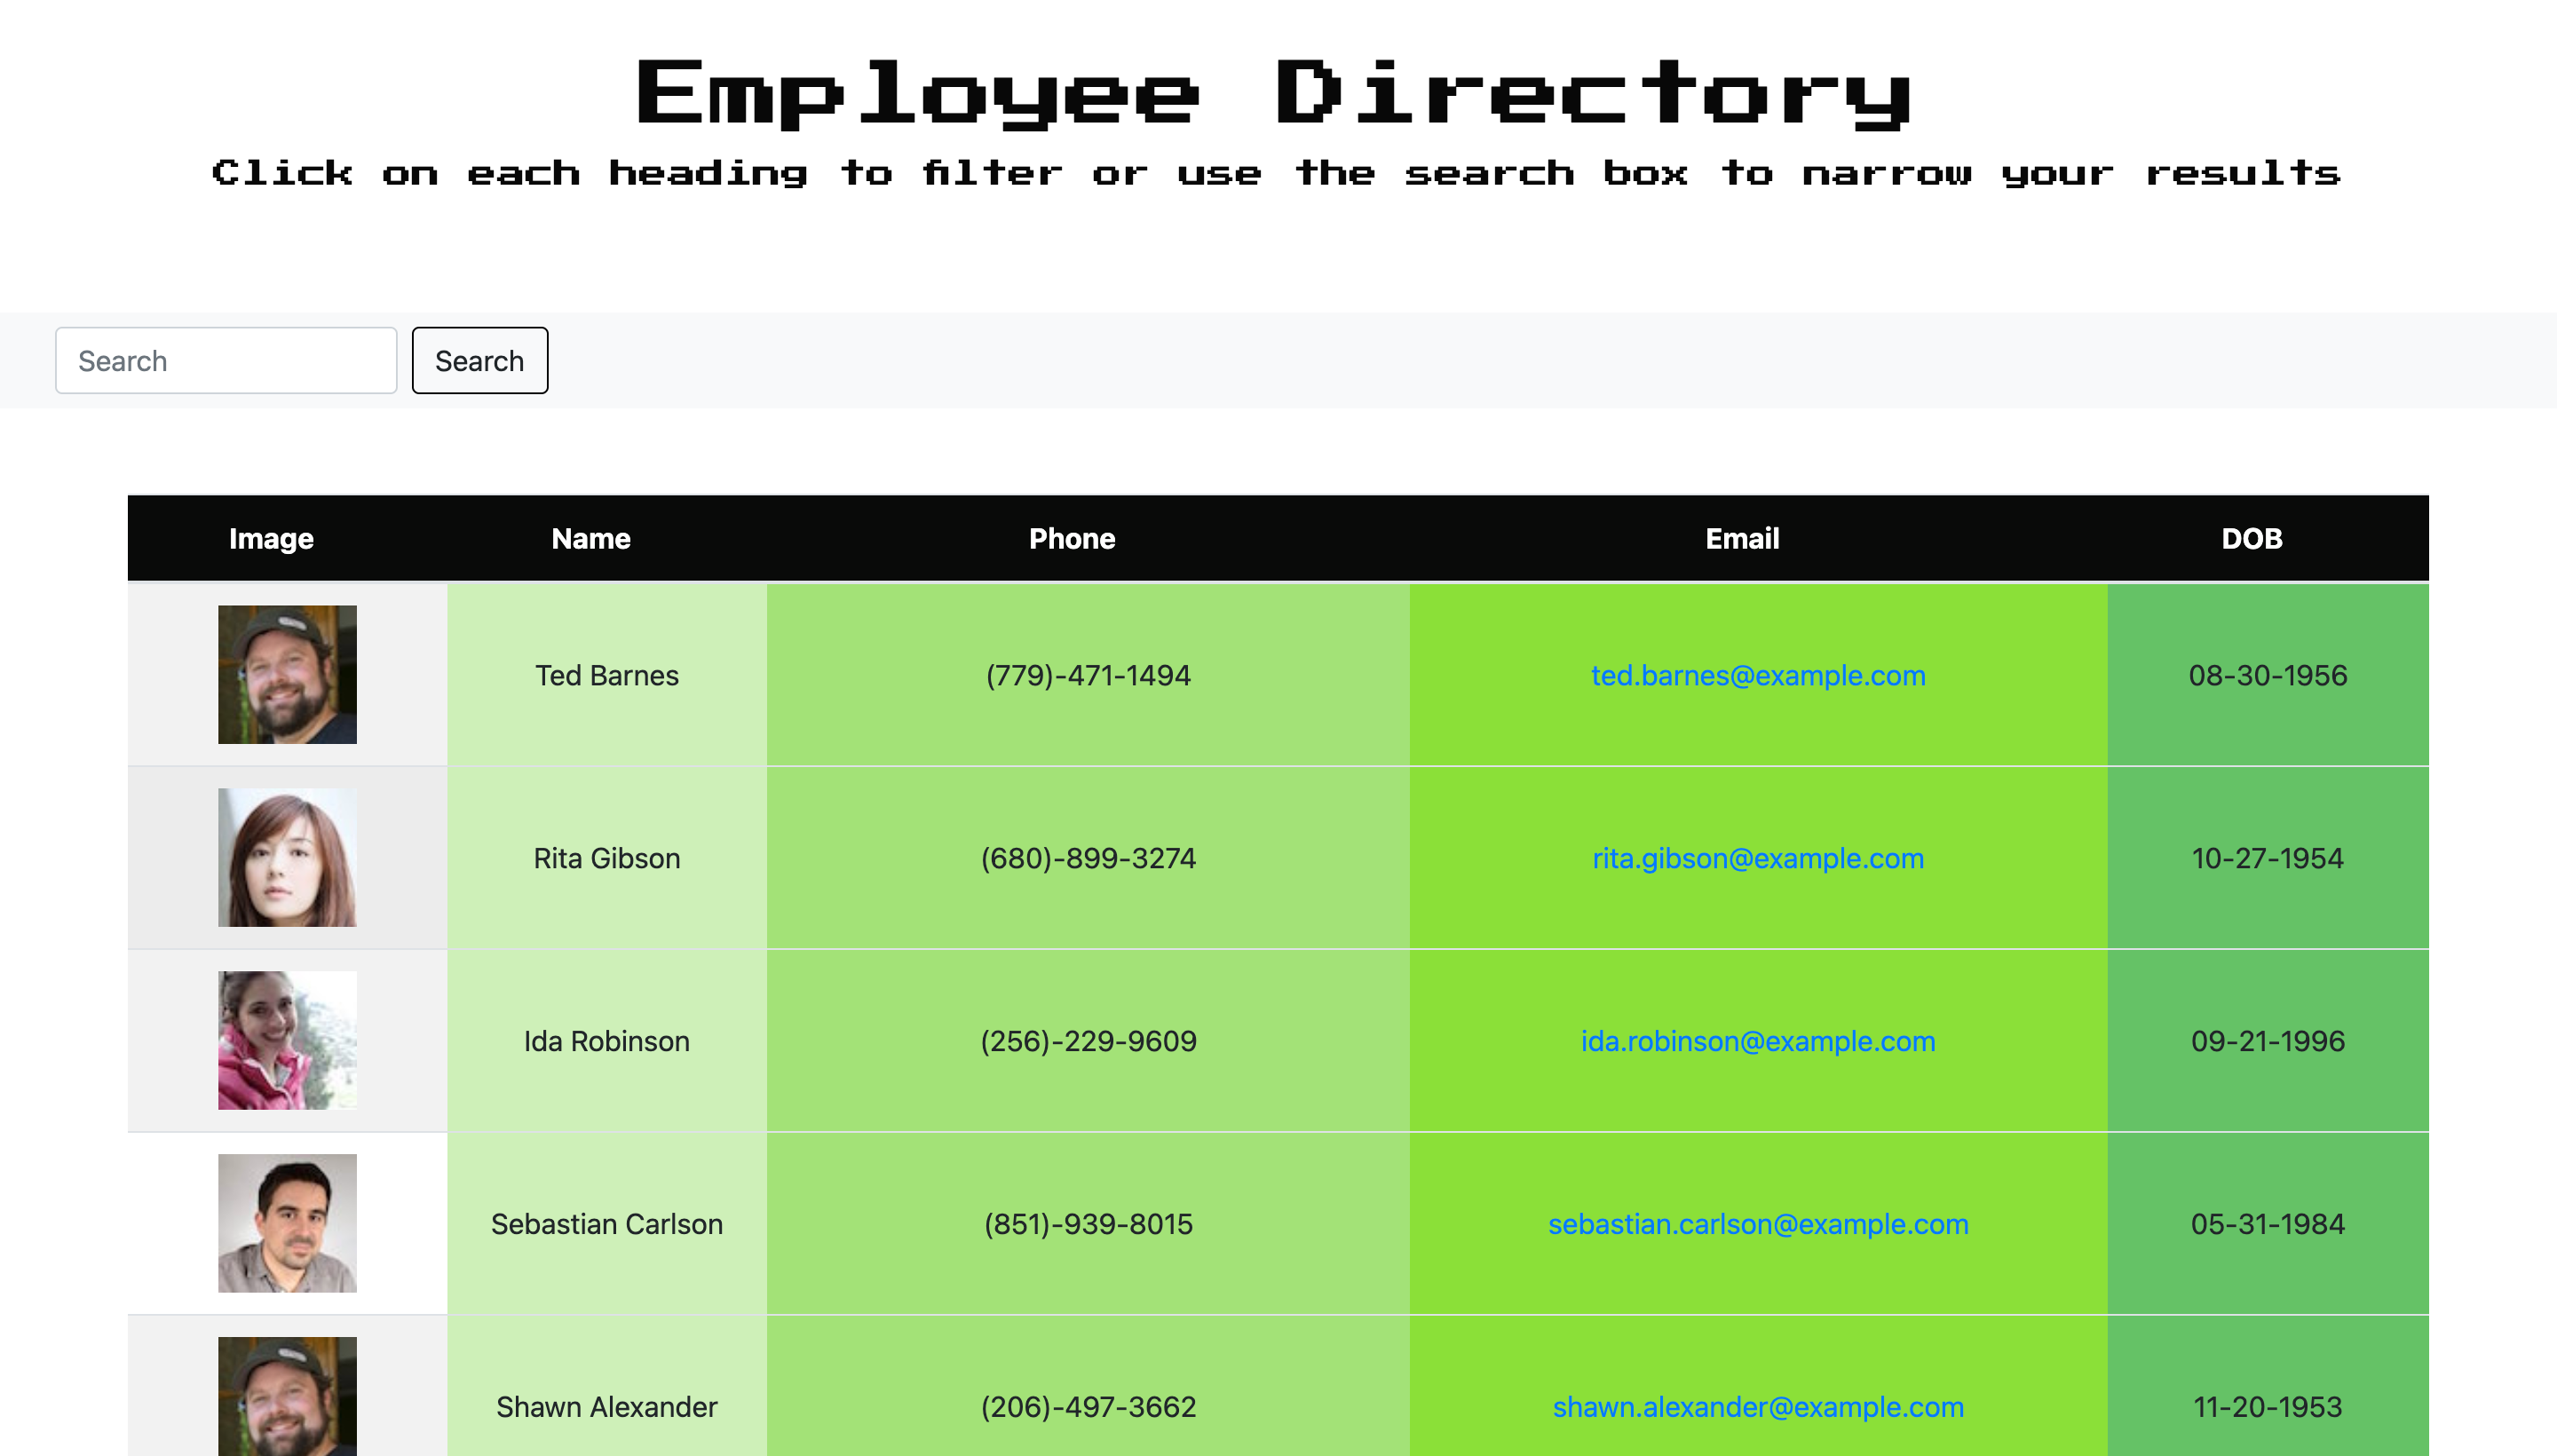 Employee Directory
Click on each heading to filter or use the search box to narrow your results
Search Search
Image Name Phone Email DOB
Ted Barnes (779)-471-1494 ted.barnes@example.com 08-30-1956
Rita Gibson (680)-899-3274 rita.gibson@example.com 10-27-1954
Ida Robinson (256)-229-9609 ida.robinson@example.com 09-21-1996
Sebastian Carlson (851)-939-8015 sebastian.carlson@example.com 05-31-1984
Shawn Alexander (206)-497-3662 shawn.alexander@example.com 11-20-1953